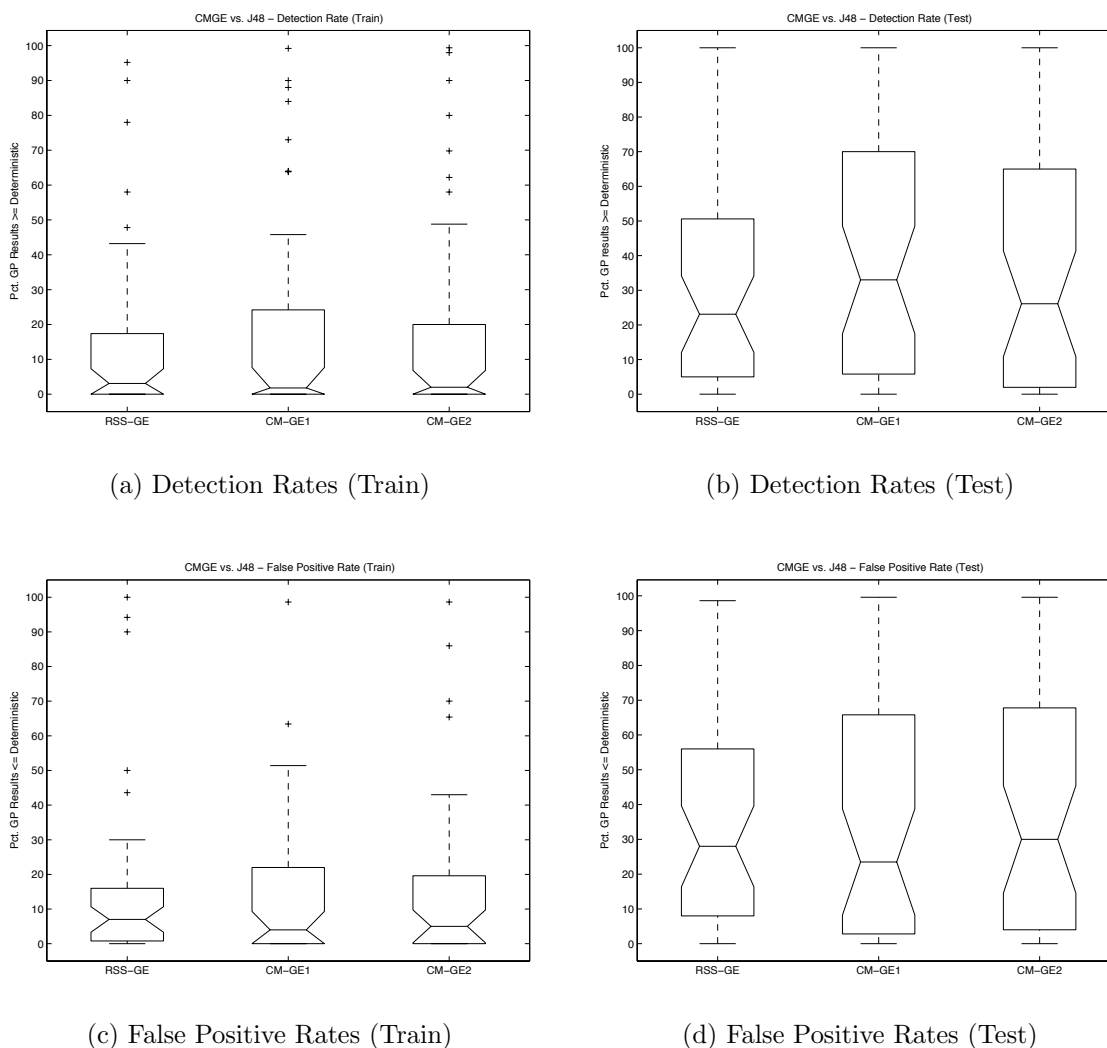 CMGE vs. J48 – Detection Rate (Train)
100
90
80
70
60
50
40
30
20
10
0
Pct. GP Results >= Deterministic
RSS-GE CM-GE1 CM-GE2
(a) Detection Rates (Train)
CMGE vs. J48 – Detection Rate (Test)
100
90
80
70
60
50
40
30
20
10
0
Pct. GP results >= Deterministic
RSS-GE CM-GE1 CM-GE2
(b) Detection Rates (Test)
CMGE vs. J48 – False Positive Rate (Train)
100
90
80
70
60
50
40
30
20
10
0
Pct. GP Results <= Deterministic
RSS-GE CM-GE1 CM-GE2
(c) False Positive Rates (Train)
CMGE vs. J48 – False Positive Rate (Test)
100
90
80
70
60
50
40
30
20
10
0
Pct. GP Results <= Deterministic
RSS-GE CM-GE1 CM-GE2
(d) False Positive Rates (Test)